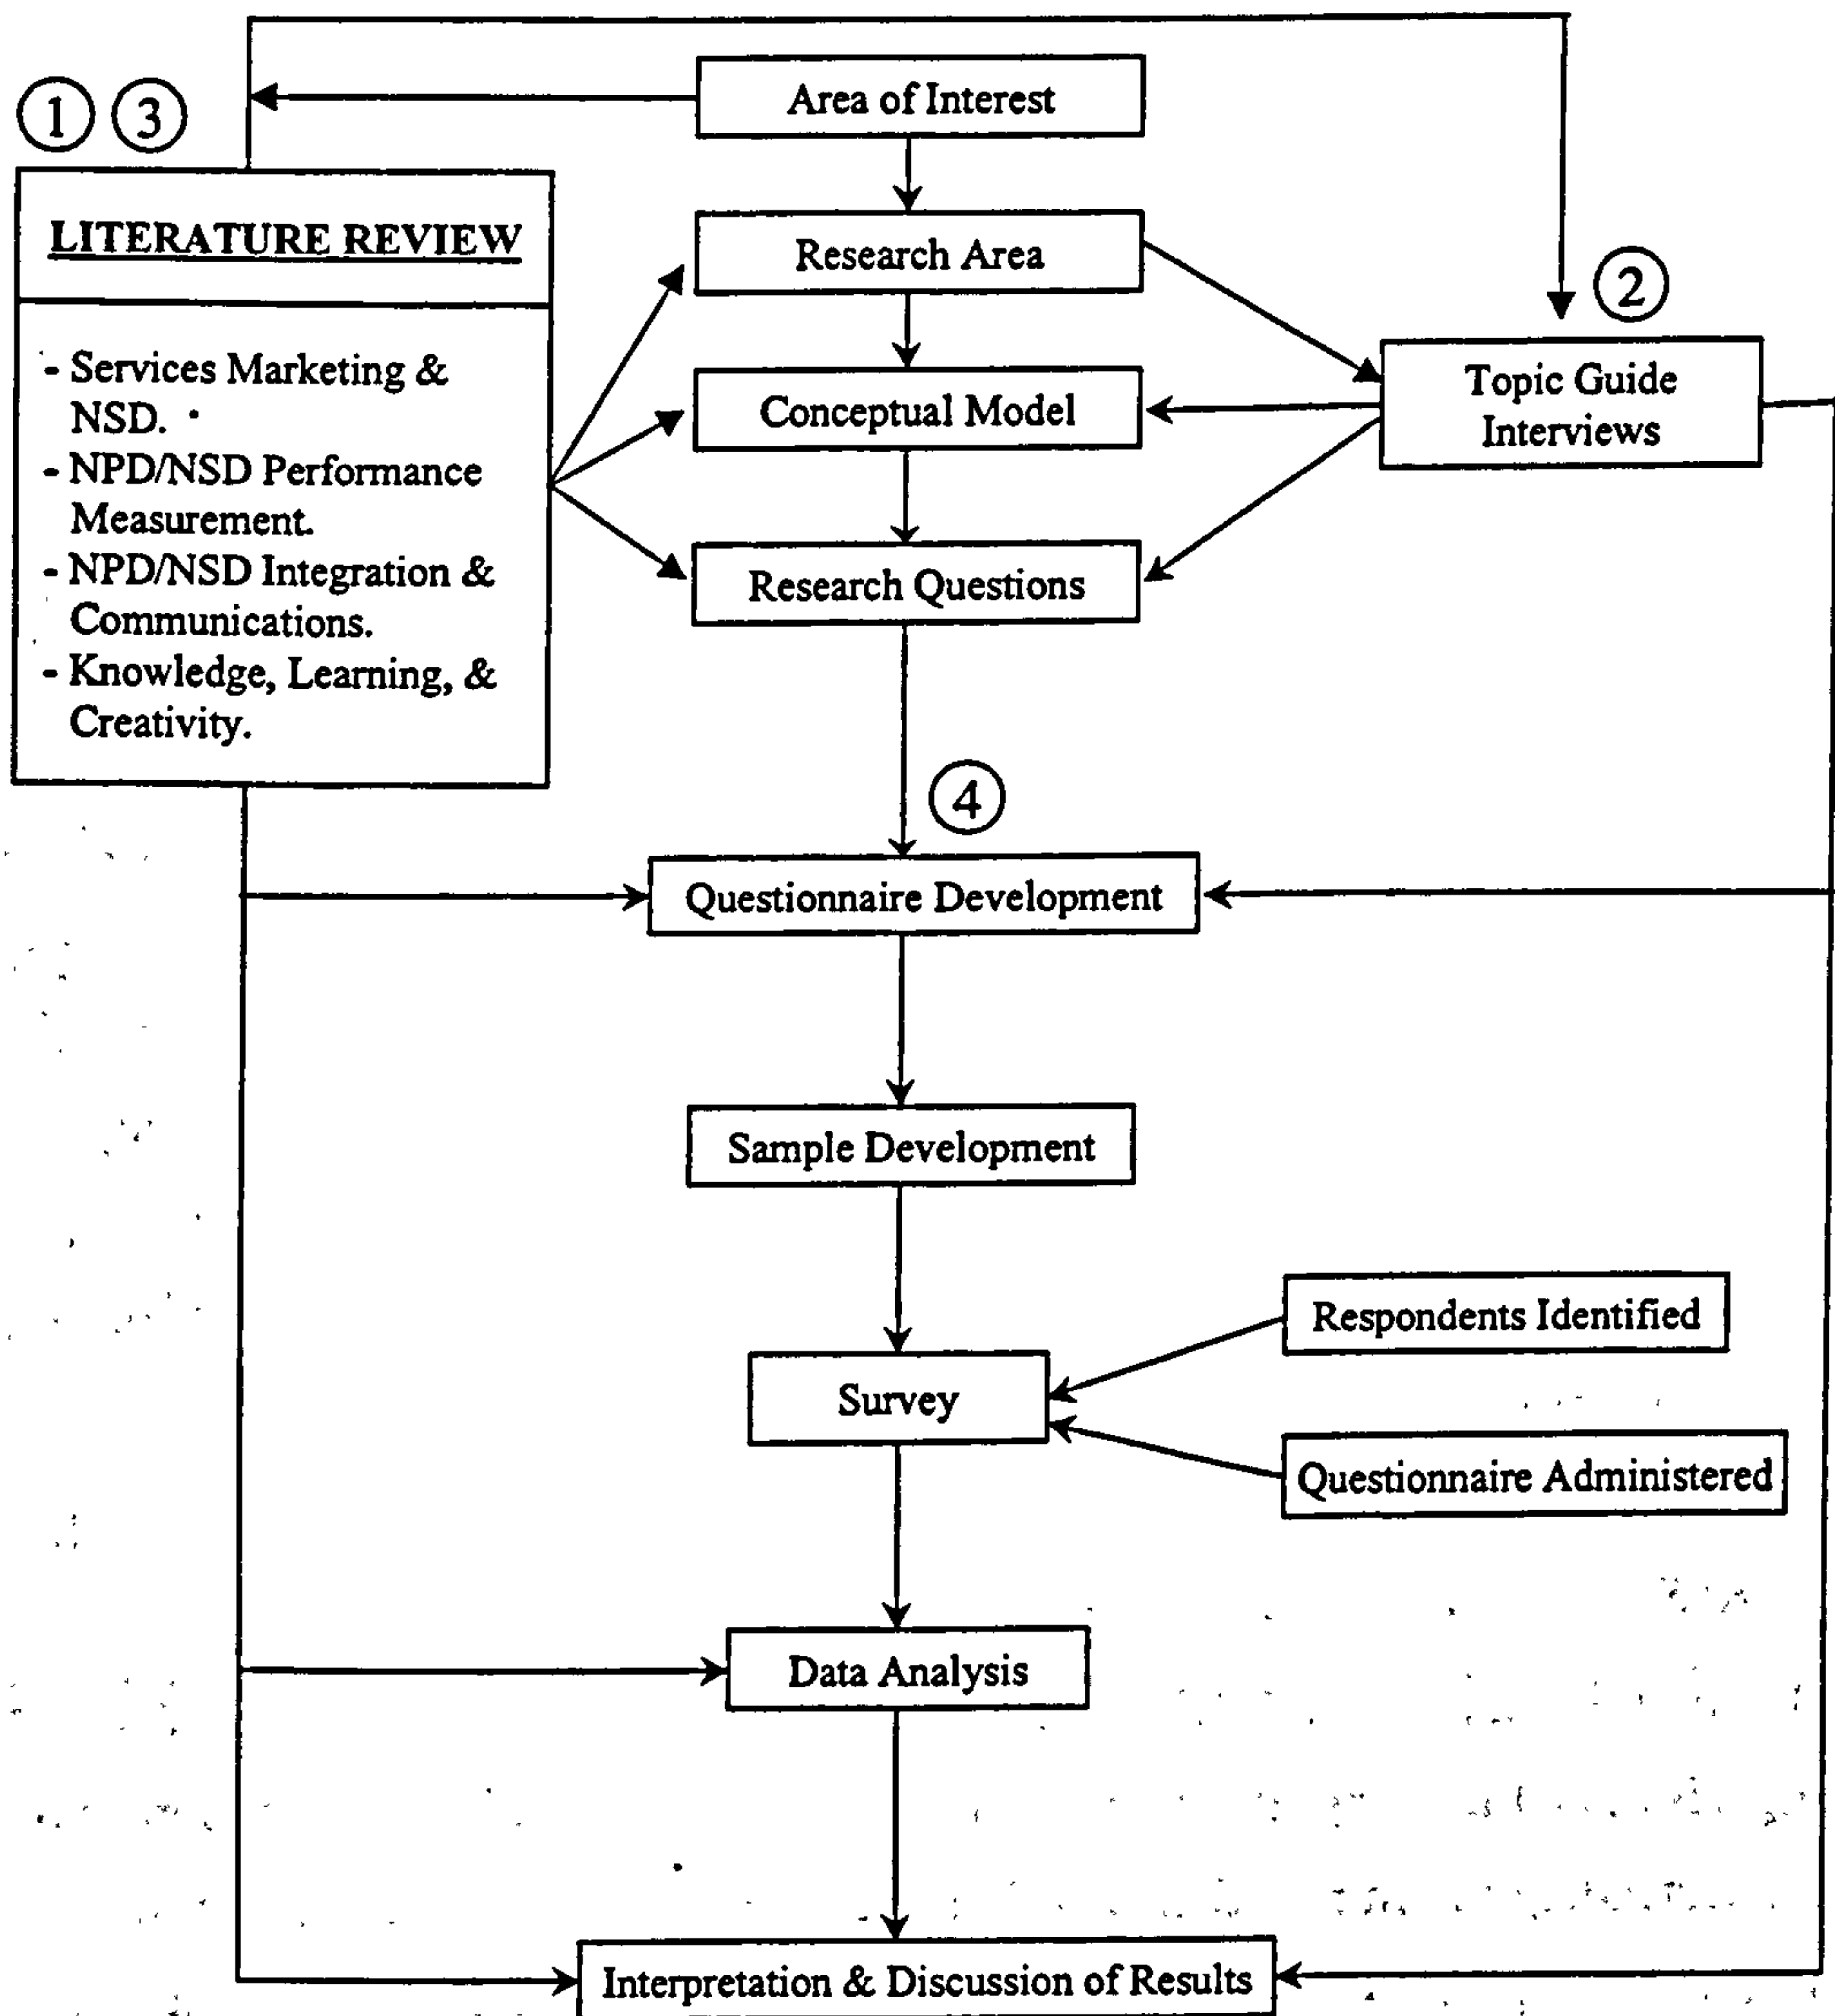 ① ③
Area of Interest
LITERATURE REVIEW
Research Area
②
- Services Marketing &
NSD.
- NPD/NSD Performance
Measurement.
- NPD/NSD Integration &
Communications.
- Knowledge, Learning, &
Creativity.
Conceptual Model
Topic Guide
Interviews
Research Questions
④
Questionnaire Development
Sample Development
Respondents Identified
Survey
Questionnaire Administered
Data Analysis
Interpretation & Discussion of Results